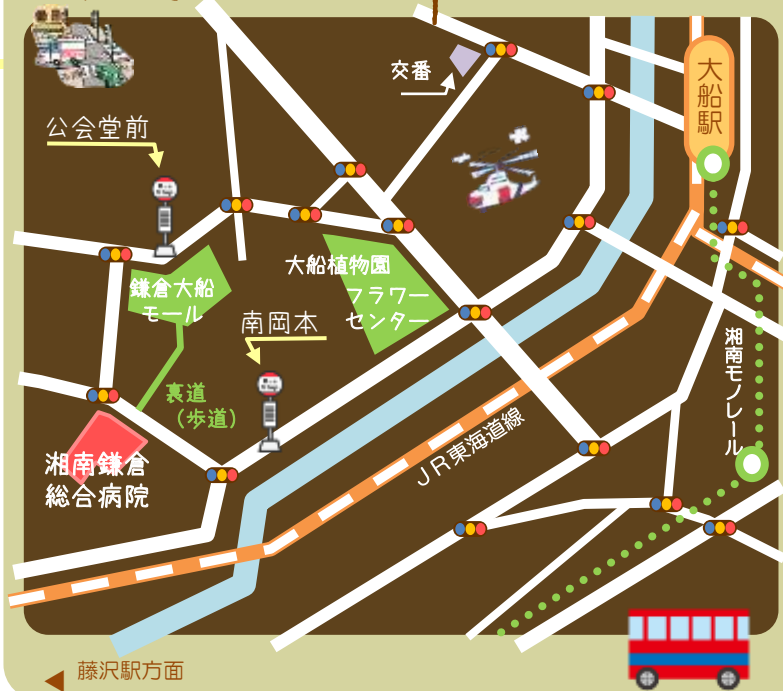 交番
大船駅
公会堂前
大船植物園
フラワー
センター
鎌倉大船
モール
南岡本
裏道
（歩道）
湘南モノレール
湘南鎌倉
総合病院
JR東海道線
藤沢駅方面